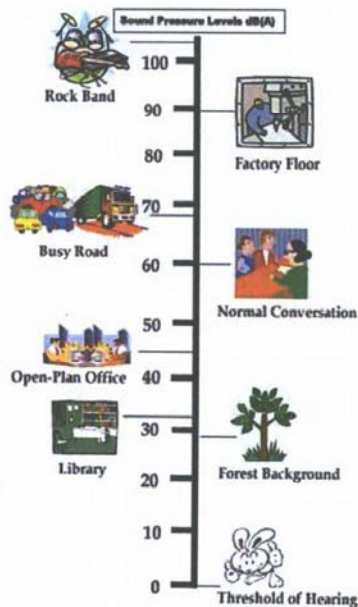 Sound Pressure Levels dB(A)
100
Rock Band
90
Factory Floor
80
70
Busy Road
60
Normal Conversation
50
Open-Plan Office
40
30
Library
Forest Background
20
10
0
Threshold of Hearing